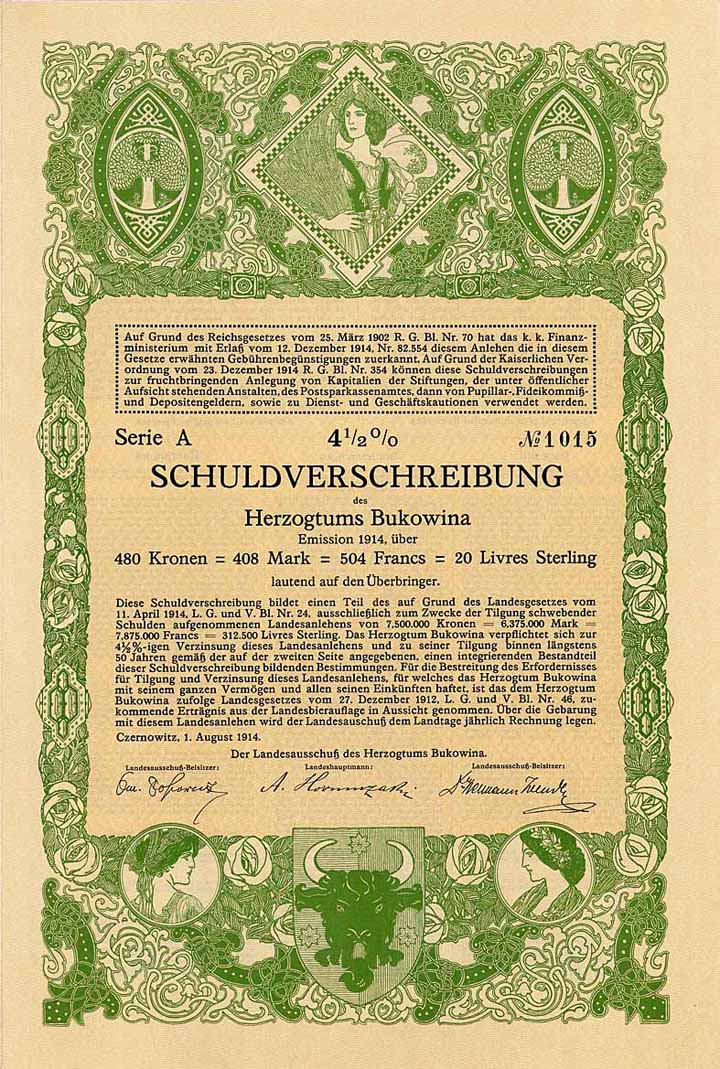 Auf Grund des Reichsgesetzes vom 25. März 1902 R. G. Bl. Nr. 70 hat das k. k. Finanz-
ministerium mit Erlaß vom 12. Dezember 1914, Nr. 82.554 diesem Anlehen die in diesem
Gesetze erwähnten Gebührenbegünstigungen zuerkannt. Auf Grund der Kaiserlichen Ver-
ordnung vom 23. Dezember 1914 R. G. Bl. Nr. 354 können diese Schuldverschreibungen
zur fruchtbringenden Anlegung von Kapitalien der Stiftungen, der unter öffentlicher
Aufsicht stehenden Anstalten, des Postsparkassenamtes, dann von Pupillar-, Fideikommiß-
und Depositengeldern, sowie zu Dienst- und Geschäftskautionen verwendet werden.
Serie A 4 1/2 % № 1015
SCHULDVERSCHREIBUNG
des
Herzogtums Bukowina
Emission 1914, über
480 Kronen = 408 Mark = 504 Francs = 20 Livres Sterling
lautend auf den Überbringer.
Diese Schuldverschreibung bildet einen Teil des auf Grund des Landesgesetzes vom
11. April 1914, L. G. und V. Bl. Nr. 24, ausschließlich zum Zwecke der Tilgung schwebender
Schulden aufgenommenen Landesanlehens von 7,500.000 Kronen = 6,375.000 Mark =
7,875.000 Francs = 312.500 Livres Sterling. Das Herzogtum Bukowina verpflichtet sich zur
4½%-igen Verzinsung dieses Landesanlehens und zu seiner Tilgung binnen längstens
50 Jahren gemäß der auf der zweiten Seite angegebenen, einen integrierenden Bestandteil
dieser Schuldverschreibung bildenden Bestimmungen. Für die Bestreitung des Erfordernisses
für Tilgung und Verzinsung dieses Landesanlehens, für welches das Herzogtum Bukowina
mit seinem ganzen Vermögen und allen seinen Einkünften haftet, ist das dem Herzogtum
Bukowina zufolge Landesgesetzes vom 27. Dezember 1912, L. G. und V. Bl. Nr. 46, zu-
kommende Erträgnis aus der Landesbierauflage in Aussicht genommen. Über die Gebarung
mit diesem Landesanlehen wird der Landesauschuß dem Landtage jährlich Rechnung legen.
Czernowitz, 1. August 1914.
Der Landesausschuß des Herzogtums Bukowina.
Landesausschuß-Beisitzer: Landeshauptmann: Landesausschuß-Beisitzer: